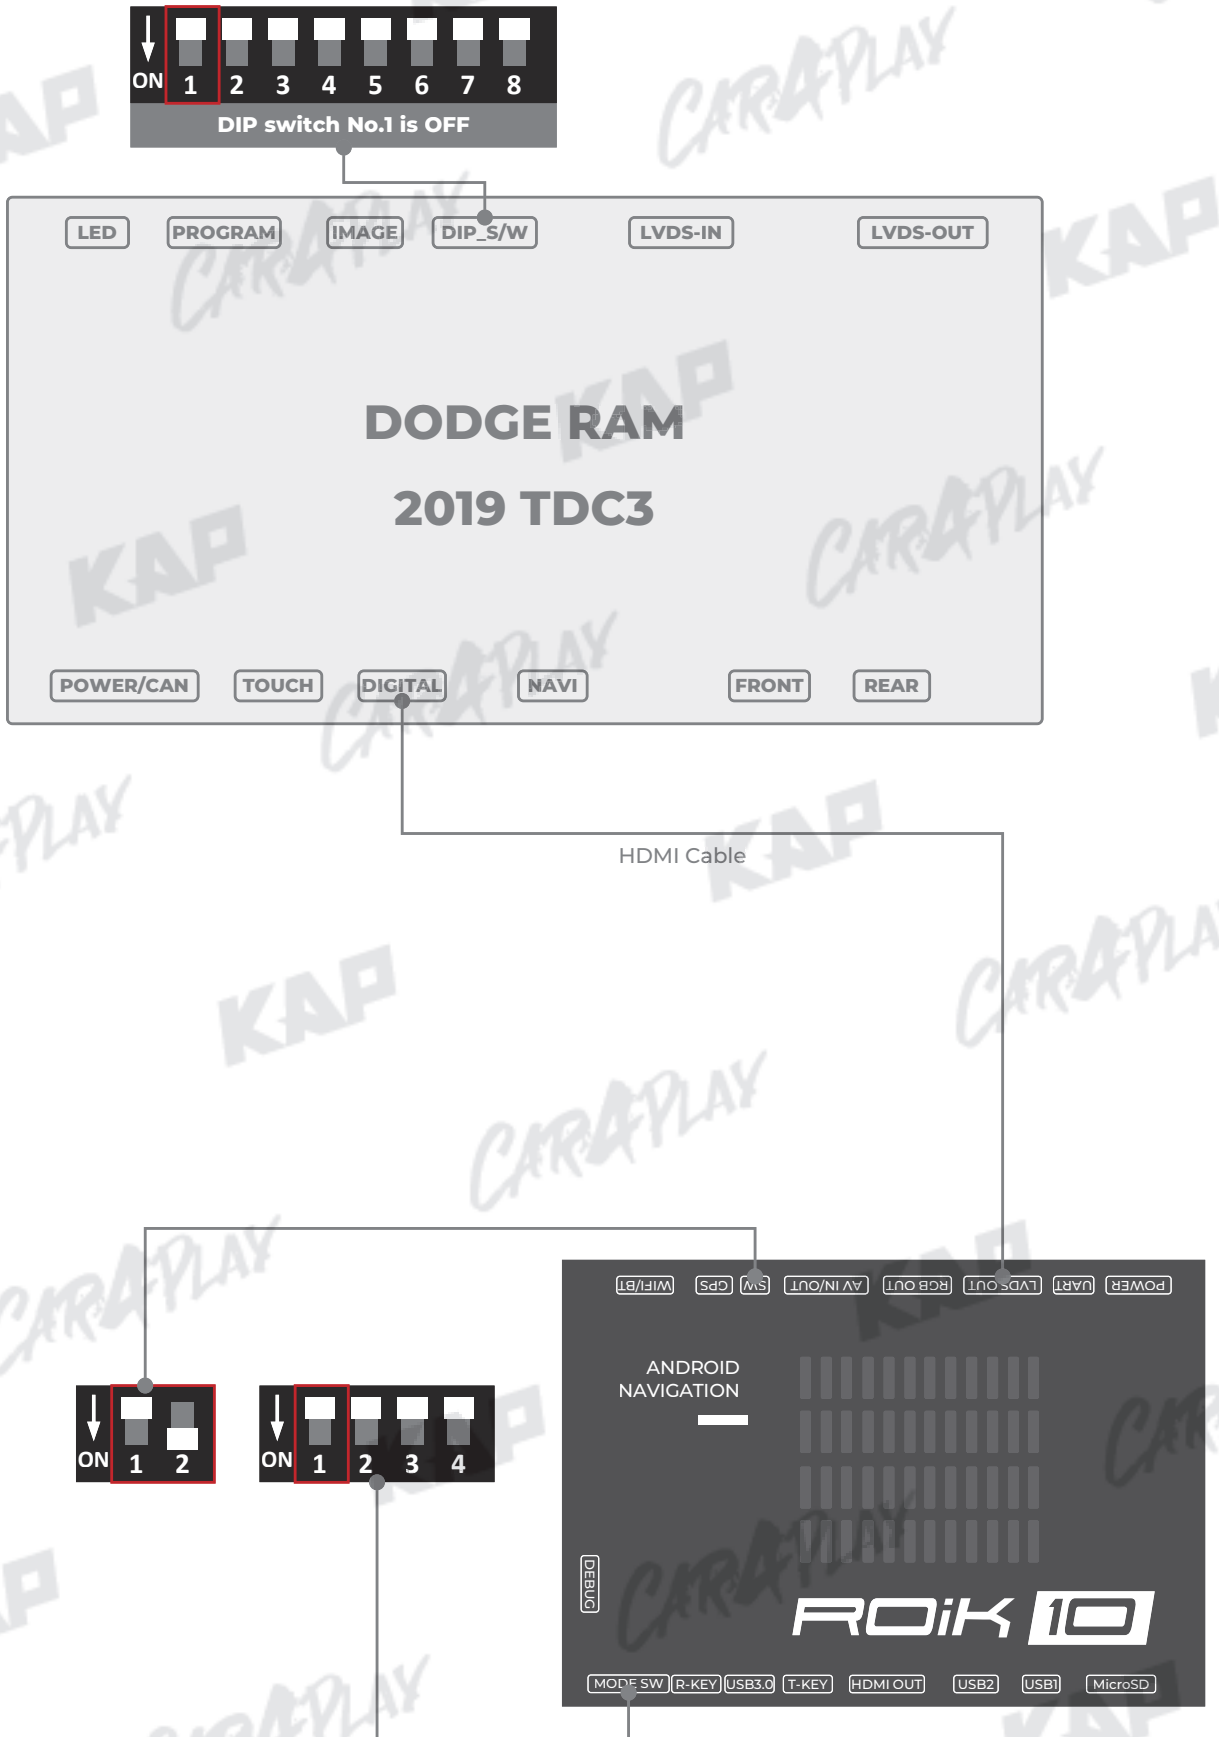 ON 1 2 3 4 5 6 7 8
DIP switch No.1 is OFF
LED PROGRAM IMAGE DIP_S/W LVDS-IN LVDS-OUT
DODGE RAM
2019 TDC3
POWER/CAN TOUCH DIGITAL NAVI FRONT REAR
HDMI Cable
WIFI/BT GPS SW AV IN/OUT RGB OUT LVDS OUT UART POWER
ANDROID
NAVIGATION
ON 1 2
ON 1 2 3 4
DEBUG
ROiK 10
MODE SW R-KEY USB3.0 T-KEY HDMI OUT USB2 USB1 MicroSD
KAP
CAR4PLAY